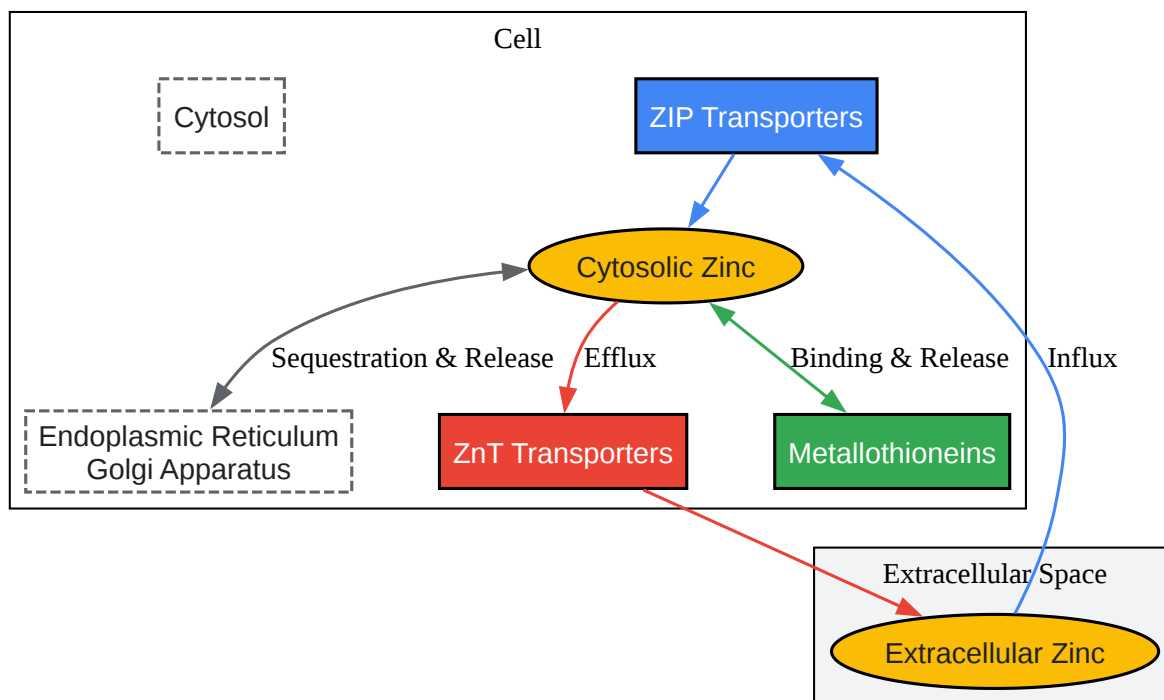 Cell
Cytosol
ZIP Transporters
Cytosolic Zinc
Sequestration & Release
Efflux
Binding & Release
Influx
Endoplasmic Reticulum
Golgi Apparatus
ZnT Transporters
Metallothioneins
Extracellular Space
Extracellular Zinc